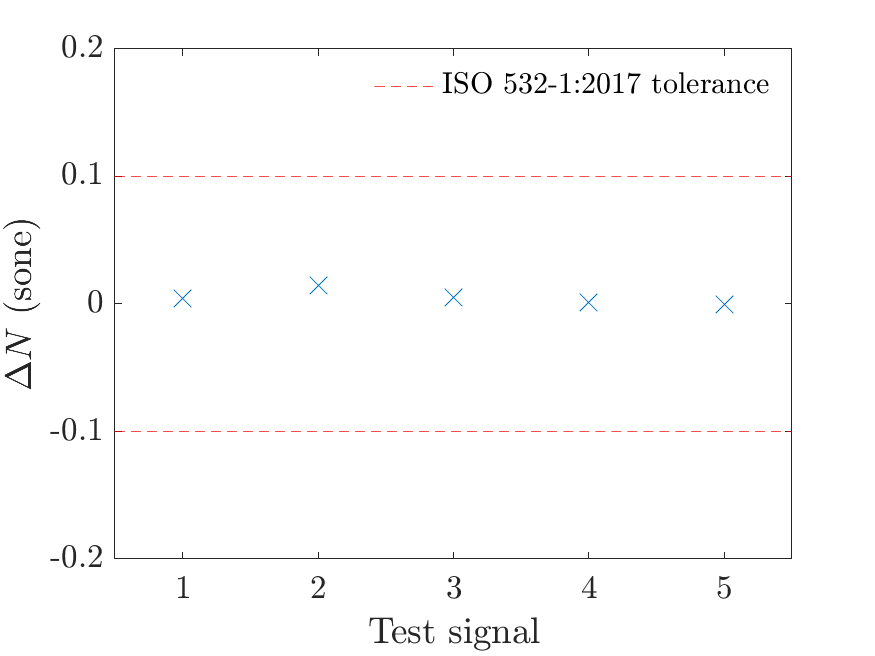 0.2
ISO 532-1:2017 tolerance
0.1
0
-0.1
-0.2
ΔN (sone)
1 2 3 4 5
Test signal